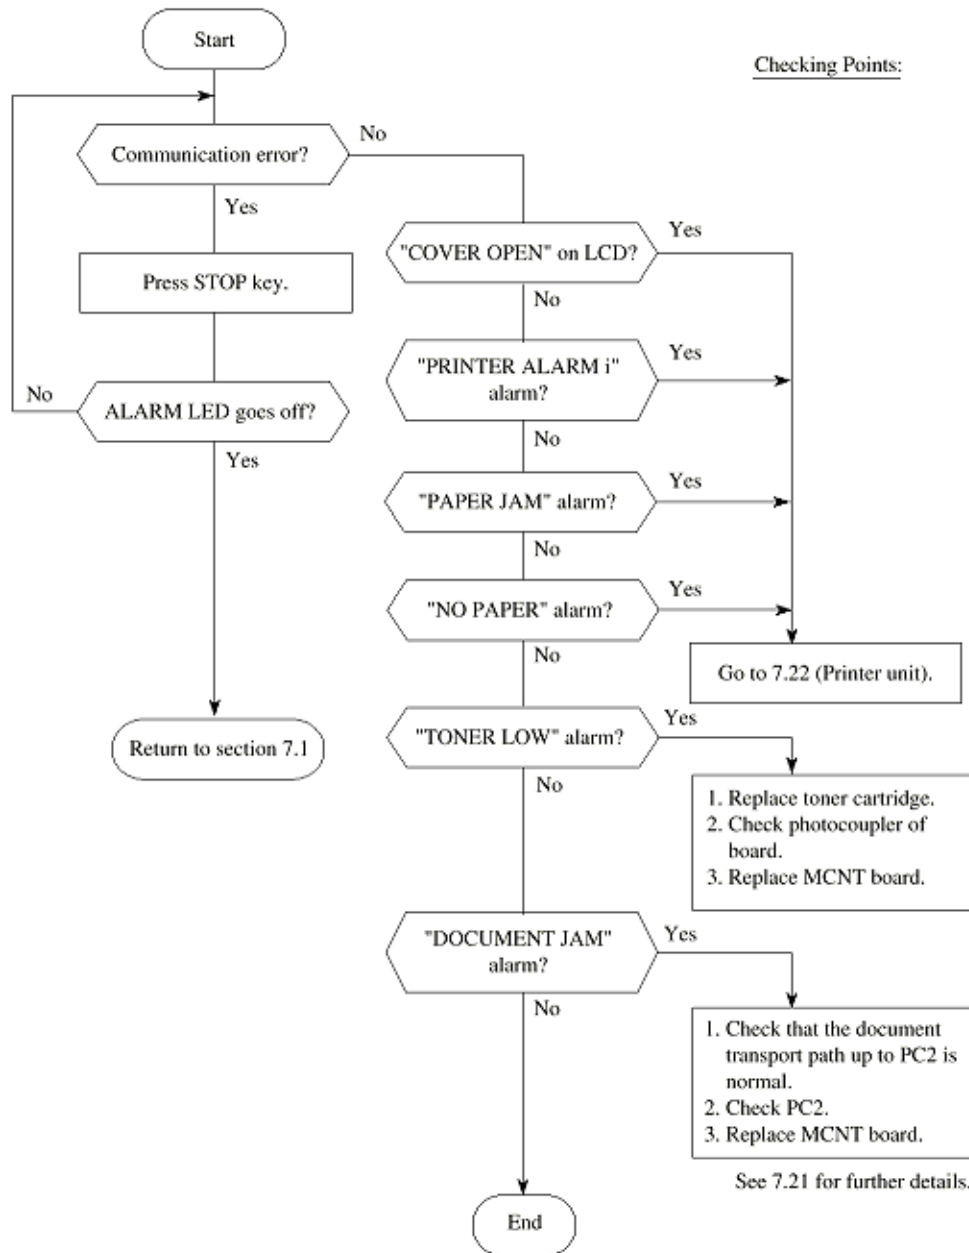 Start
Checking Points:
Communication error?
No
Yes
Press STOP key.
No
ALARM LED goes off?
Yes
Return to section 7.1
"COVER OPEN" on LCD?
Yes
No
"PRINTER ALARM i"
alarm?
Yes
No
"PAPER JAM" alarm?
Yes
No
"NO PAPER" alarm?
Yes
No
Go to 7.22 (Printer unit).
"TONER LOW" alarm?
Yes
No
1. Replace toner cartridge.
2. Check photocoupler of
board.
3. Replace MCNT board.
"DOCUMENT JAM"
alarm?
Yes
No
1. Check that the document
transport path up to PC2 is
normal.
2. Check PC2.
3. Replace MCNT board.
See 7.21 for further details.
End